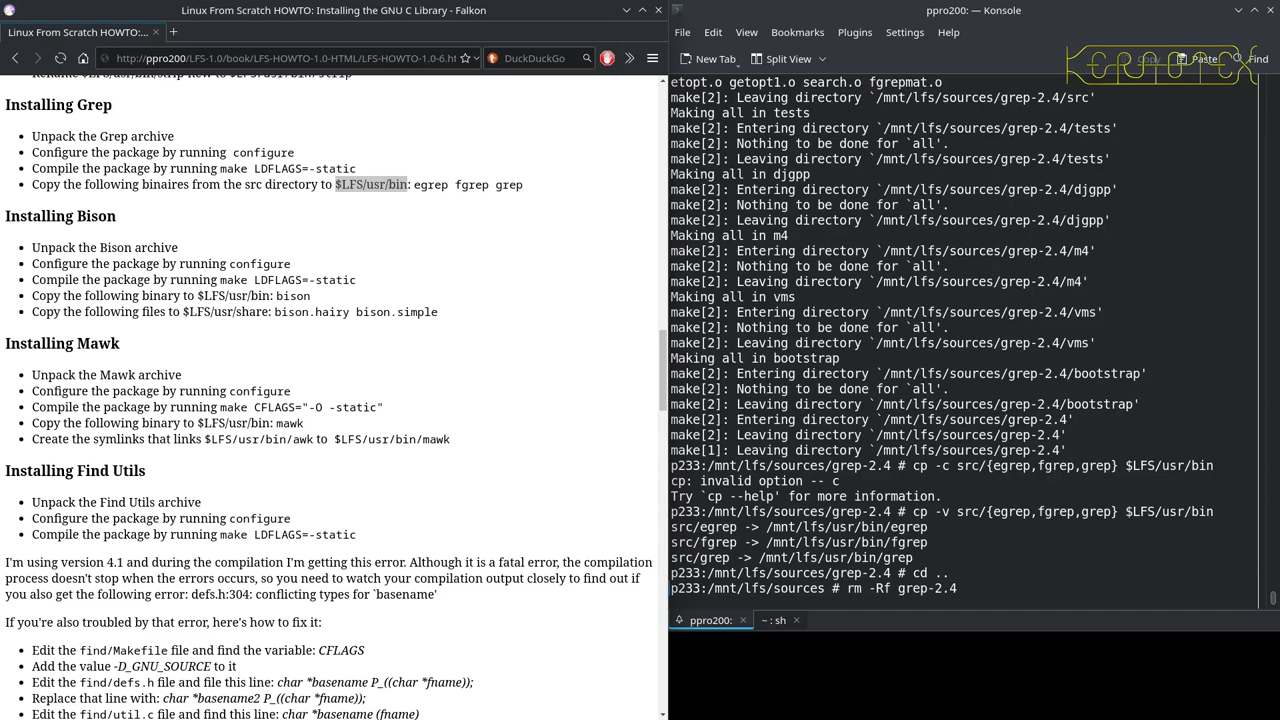 Linux From Scratch HOWTO: Installing the GNU C Library - Falkon
Linux From Scratch HOWTO:...
http://ppro200/LFS-1.0/book/LFS-HOWTO-1.0-HTML/LFS-HOWTO-1.0-6.ht
DuckDuckGo
Installing Grep
Unpack the Grep archive
Configure the package by running configure
Compile the package by running make LDFLAGS=-static
Copy the following binaires from the src directory to $LFS/usr/bin: egrep fgrep grep
Installing Bison
Unpack the Bison archive
Configure the package by running configure
Compile the package by running make LDFLAGS=-static
Copy the following binary to $LFS/usr/bin: bison
Copy the following files to $LFS/usr/share: bison.hairy bison.simple
Installing Mawk
Unpack the Mawk archive
Configure the package by running configure
Compile the package by running make CFLAGS="-O -static"
Copy the following binary to $LFS/usr/bin: mawk
Create the symlinks that links $LFS/usr/bin/awk to $LFS/usr/bin/mawk
Installing Find Utils
Unpack the Find Utils archive
Configure the package by running configure
Compile the package by running make LDFLAGS=-static
I'm using version 4.1 and during the compilation I'm getting this error. Although it is a fatal error, the compilation
process doesn't stop when the errors occurs, so you need to watch your compilation output closely to find out if
you also get the following error: defs.h:304: conflicting types for `basename'
If you're also troubled by that error, here's how to fix it:
Edit the find/Makefile file and find the variable: CFLAGS
Add the value -D_GNU_SOURCE to it
Edit the find/defs.h file and file this line: char *basename P_((char *fname));
Replace that line with: char *basename2 P_((char *fname));
Edit the find/util.c file and find this line: char *basename (fname)
ppro200: — Konsole
File Edit View Bookmarks Plugins Settings Help
New Tab Split View Copy Paste Find
etopt.o getopt1.o search.o fgrepmat.o
make[2]: Leaving directory `/mnt/lfs/sources/grep-2.4/src'
Making all in tests
make[2]: Entering directory `/mnt/lfs/sources/grep-2.4/tests'
make[2]: Nothing to be done for `all'.
make[2]: Leaving directory `/mnt/lfs/sources/grep-2.4/tests'
Making all in djgpp
make[2]: Entering directory `/mnt/lfs/sources/grep-2.4/djgpp'
make[2]: Nothing to be done for `all'.
make[2]: Leaving directory `/mnt/lfs/sources/grep-2.4/djgpp'
Making all in m4
make[2]: Entering directory `/mnt/lfs/sources/grep-2.4/m4'
make[2]: Nothing to be done for `all'.
make[2]: Leaving directory `/mnt/lfs/sources/grep-2.4/m4'
Making all in vms
make[2]: Entering directory `/mnt/lfs/sources/grep-2.4/vms'
make[2]: Nothing to be done for `all'.
make[2]: Leaving directory `/mnt/lfs/sources/grep-2.4/vms'
Making all in bootstrap
make[2]: Entering directory `/mnt/lfs/sources/grep-2.4/bootstrap'
make[2]: Nothing to be done for `all'.
make[2]: Leaving directory `/mnt/lfs/sources/grep-2.4/bootstrap'
make[2]: Entering directory `/mnt/lfs/sources/grep-2.4'
make[2]: Leaving directory `/mnt/lfs/sources/grep-2.4'
make[1]: Leaving directory `/mnt/lfs/sources/grep-2.4'
p233:/mnt/lfs/sources/grep-2.4 # cp -c src/{egrep,fgrep,grep} $LFS/usr/bin
cp: invalid option -- c
Try `cp --help' for more information.
p233:/mnt/lfs/sources/grep-2.4 # cp -v src/{egrep,fgrep,grep} $LFS/usr/bin
src/egrep -> /mnt/lfs/usr/bin/egrep
src/fgrep -> /mnt/lfs/usr/bin/fgrep
src/grep -> /mnt/lfs/usr/bin/grep
p233:/mnt/lfs/sources/grep-2.4 # cd ..
p233:/mnt/lfs/sources # rm -Rf grep-2.4
ppro200: ~ : sh